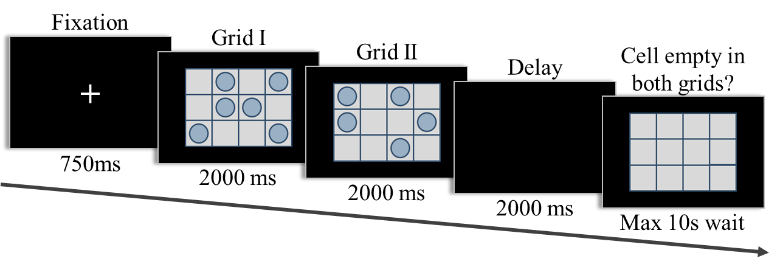 Fixation
750ms
Grid I
2000 ms
Grid II
2000 ms
Delay
2000 ms
Cell empty in
both grids?
Max 10s wait